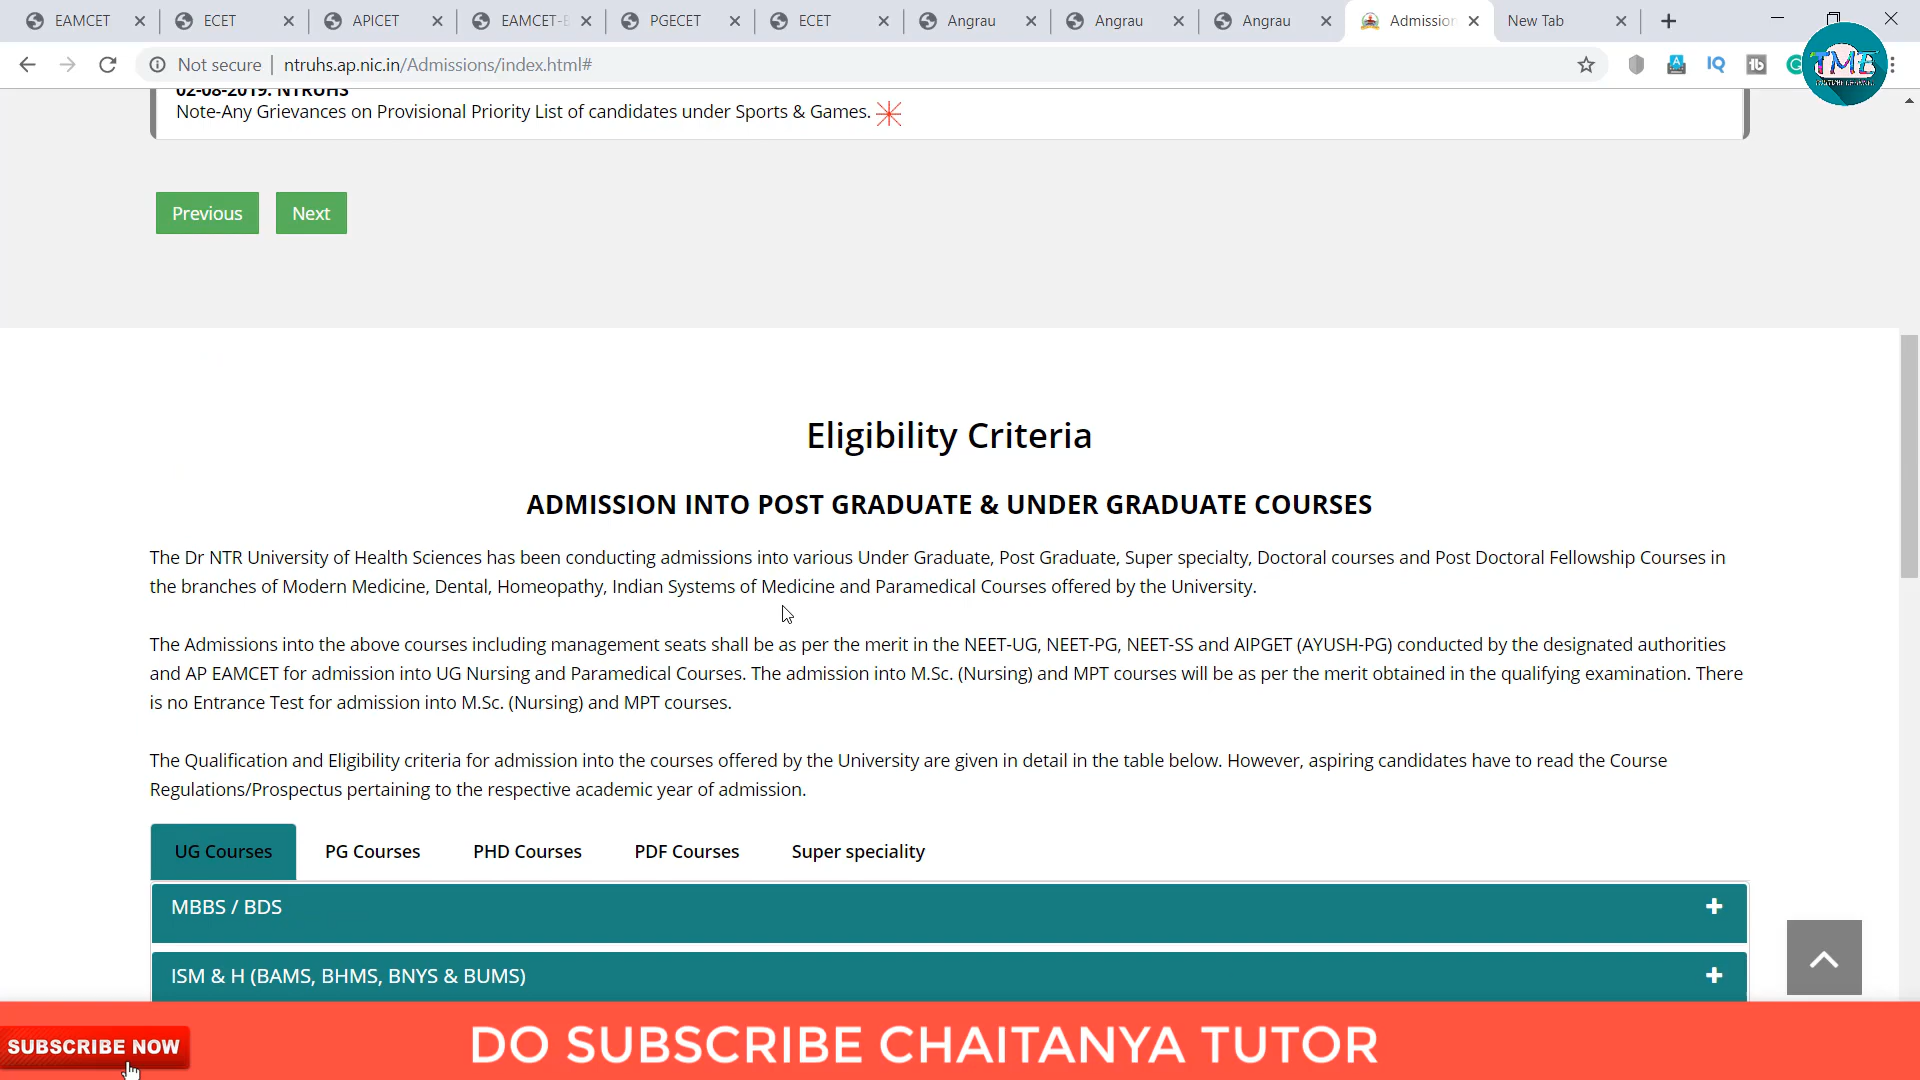 EAMCET
ECET
APICET
EAMCET-E
PGECET
ECET
Angrau
Angrau
Angrau
Admission
New Tab
Not secure
ntruhs.ap.nic.in/Admissions/index.html#
TME
02-08-2019. NTRUHS
Note-Any Grievances on Provisional Priority List of candidates under Sports & Games.
Previous
Next
Eligibility Criteria
ADMISSION INTO POST GRADUATE & UNDER GRADUATE COURSES
The Dr NTR University of Health Sciences has been conducting admissions into various Under Graduate, Post Graduate, Super specialty, Doctoral courses and Post Doctoral Fellowship Courses in
the branches of Modern Medicine, Dental, Homeopathy, Indian Systems of Medicine and Paramedical Courses offered by the University.
The Admissions into the above courses including management seats shall be as per the merit in the NEET-UG, NEET-PG, NEET-SS and AIPGET (AYUSH-PG) conducted by the designated authorities
and AP EAMCET for admission into UG Nursing and Paramedical Courses. The admission into M.Sc. (Nursing) and MPT courses will be as per the merit obtained in the qualifying examination. There
is no Entrance Test for admission into M.Sc. (Nursing) and MPT courses.
The Qualification and Eligibility criteria for admission into the courses offered by the University are given in detail in the table below. However, aspiring candidates have to read the Course
Regulations/Prospectus pertaining to the respective academic year of admission.
UG Courses
PG Courses
PHD Courses
PDF Courses
Super speciality
MBBS / BDS
ISM & H (BAMS, BHMS, BNYS & BUMS)
SUBSCRIBE NOW
DO SUBSCRIBE CHAITANYA TUTOR